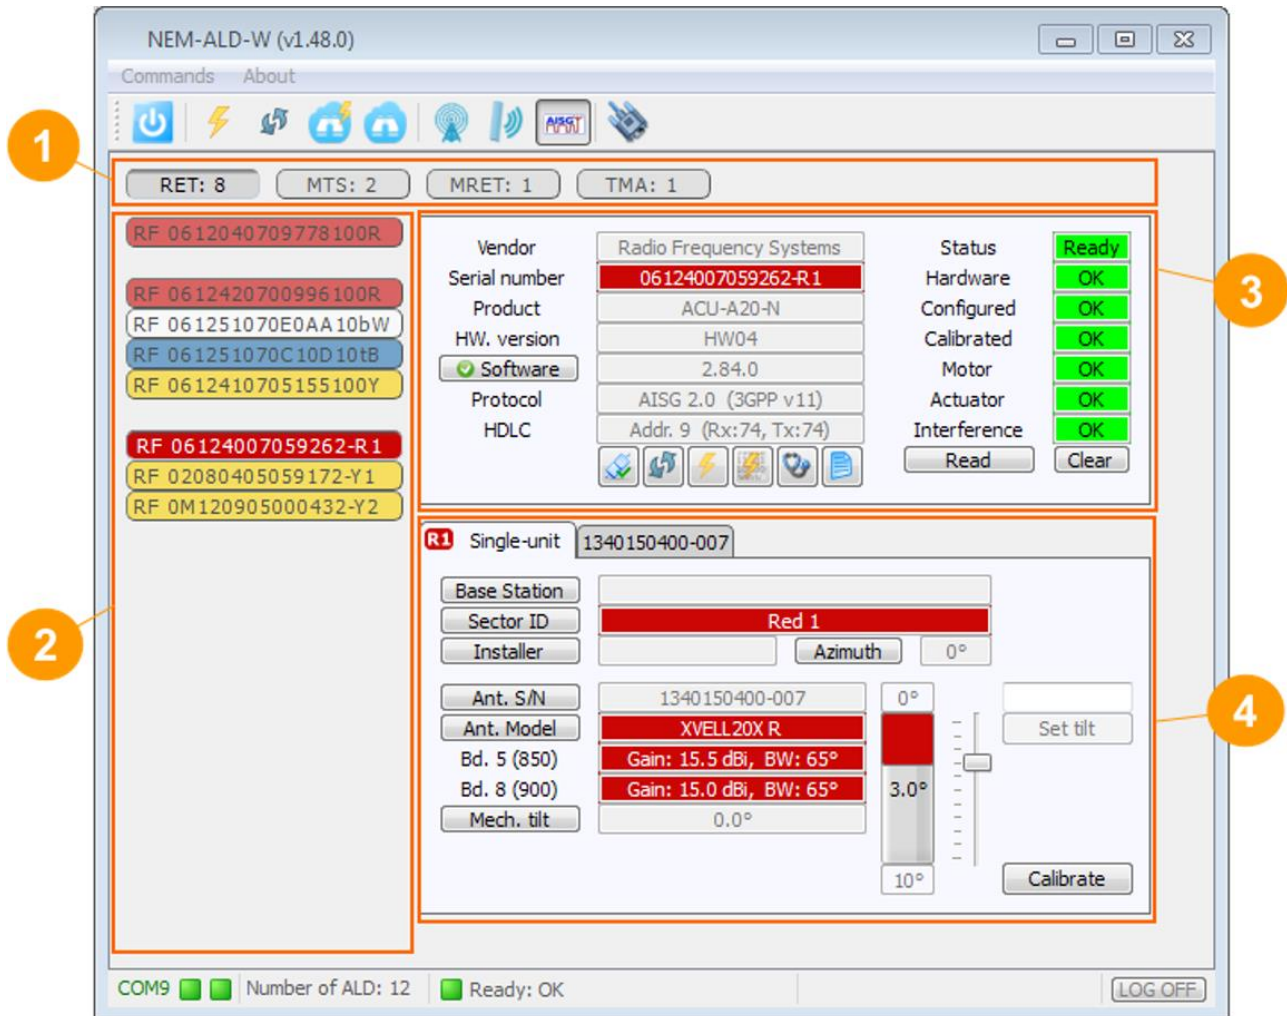 NEM-ALD-W (v1.48.0)
Commands About
AISG
1
RET: 8 MTS: 2 MRET: 1 TMA: 1
2
RF 0612040709778100R
RF 0612420700996100R
RF 061251070E0AA10bW
RF 061251070C10D10tB
RF 0612410705155100Y
RF 06124007059262-R1
RF 02080405059172-Y1
RF 0M120905000432-Y2
3
Vendor Radio Frequency Systems Status Ready
Serial number 06124007059262-R1 Hardware OK
Product ACU-A20-N Configured OK
HW. version HW04 Calibrated OK
Software 2.84.0 Motor OK
Protocol AISG 2.0 (3GPP v11) Actuator OK
HDLC Addr. 9 (Rx:74, Tx:74) Interference OK
Read Clear
4
R1 Single-unit 1340150400-007
Base Station
Sector ID Red 1
Installer Azimuth 0°
Ant. S/N 1340150400-007 0°
Ant. Model XVELL20X R Set tilt
Bd. 5 (850) Gain: 15.5 dBi, BW: 65°
Bd. 8 (900) Gain: 15.0 dBi, BW: 65° 3.0°
Mech. tilt 0.0°
10° Calibrate
COM9 Number of ALD: 12 Ready: OK LOG OFF